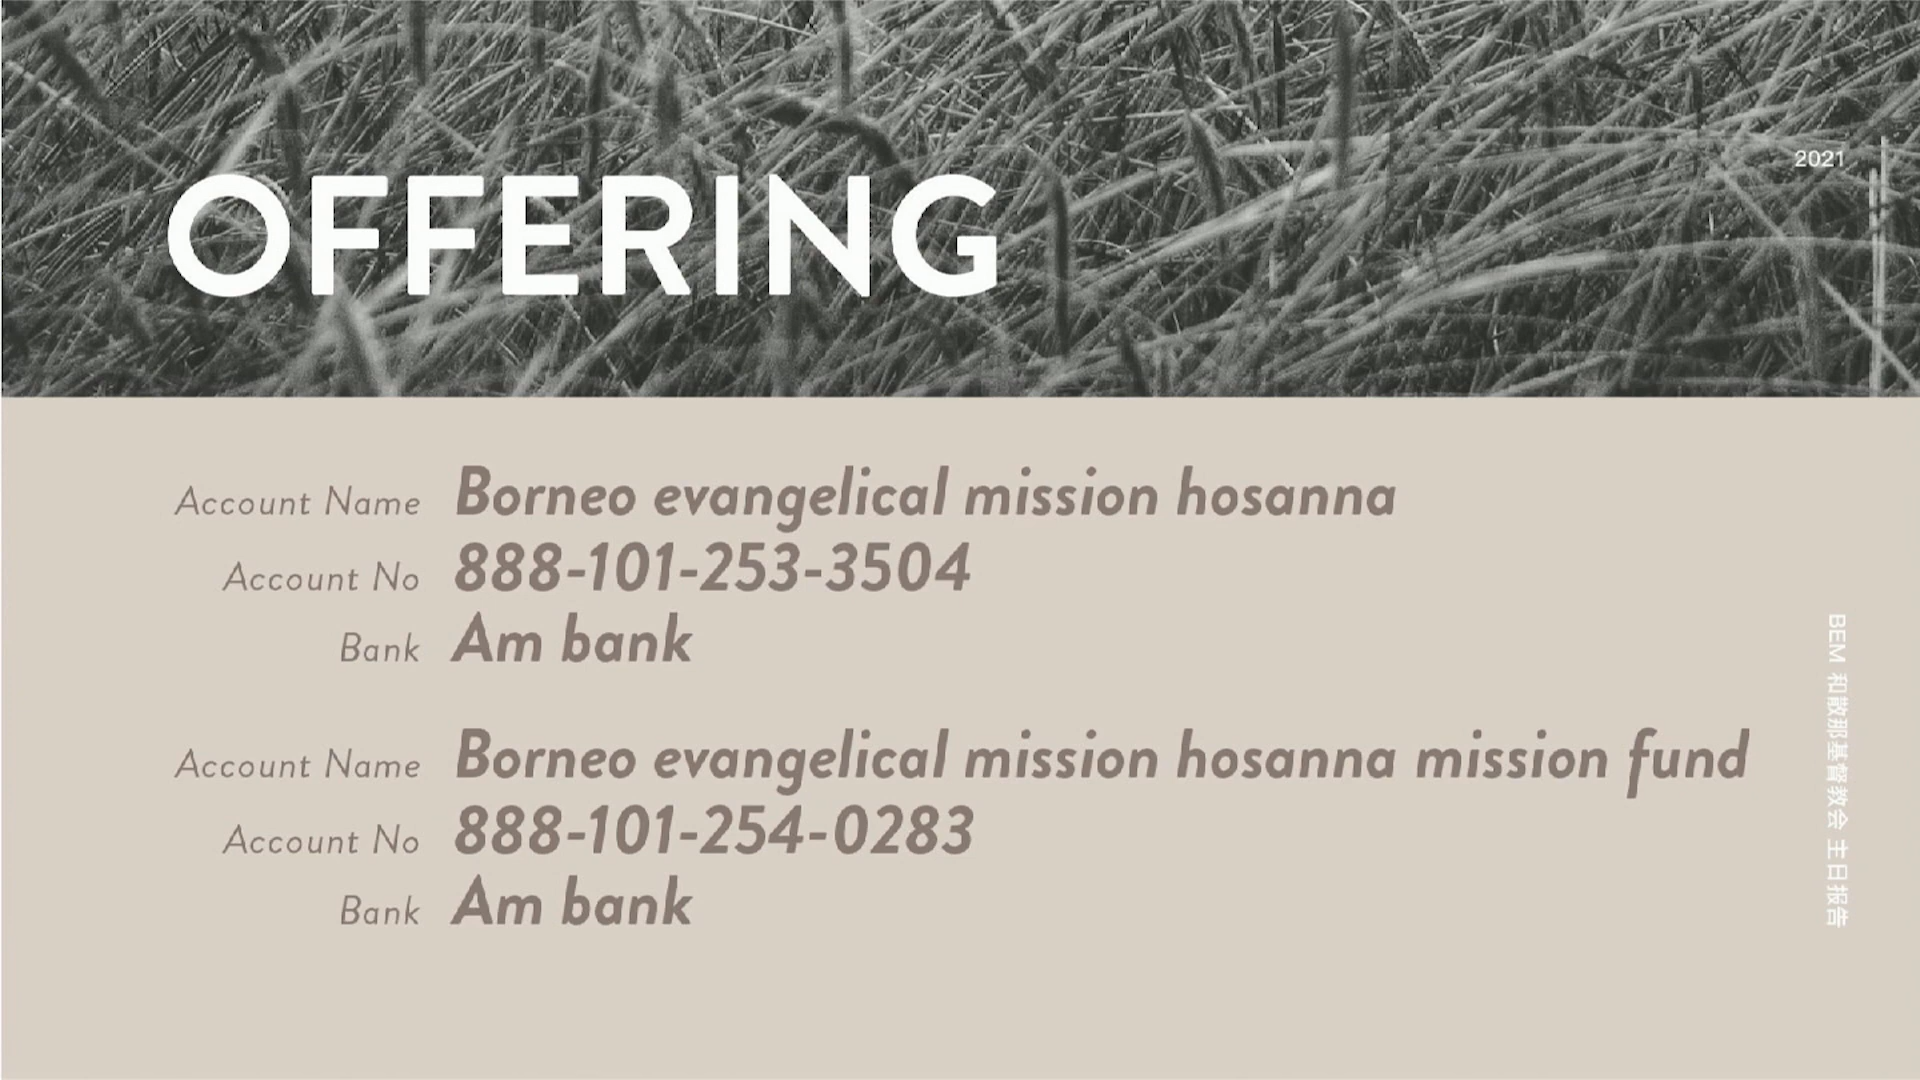 OFFERING
2021
Account Name Borneo evangelical mission hosanna
Account No 888-101-253-3504
Bank Am bank
Account Name Borneo evangelical mission hosanna mission fund
Account No 888-101-254-0283
Bank Am bank
BEM 和散那基督教会 主日报告